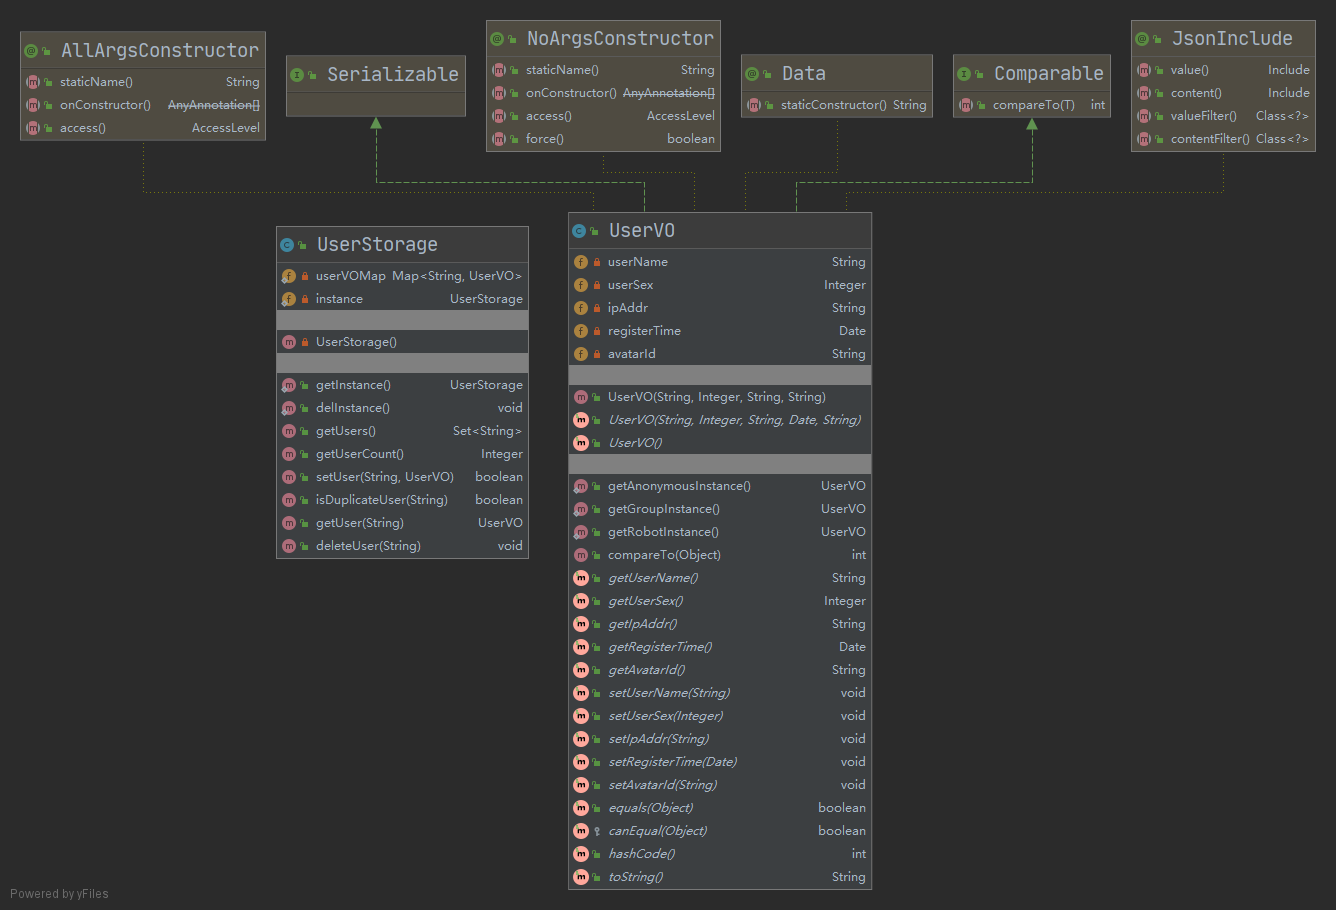 AllArgsConstructor
staticName() String
onConstructor() AnyAnnotation[]
access() AccessLevel
Serializable
NoArgsConstructor
staticName() String
onConstructor() AnyAnnotation[]
access() AccessLevel
force() boolean
Data
staticConstructor() String
Comparable
compareTo(T) int
JsonInclude
value() Include
content() Include
valueFilter() Class<?>
contentFilter() Class<?>
UserStorage
userVOMap Map<String, UserVO>
instance UserStorage
UserStorage()
getInstance() UserStorage
delInstance() void
getUsers() Set<String>
getUserCount() Integer
setUser(String, UserVO) boolean
isDuplicateUser(String) boolean
getUser(String) UserVO
deleteUser(String) void
UserVO
userName String
userSex Integer
ipAddr String
registerTime Date
avatarId String
UserVO(String, Integer, String, String)
UserVO(String, Integer, String, Date, String)
UserVO()
getAnonymousInstance() UserVO
getGroupInstance() UserVO
getRobotInstance() UserVO
compareTo(Object) int
getUserName() String
getUserSex() Integer
getIpAddr() String
getRegisterTime() Date
getAvatarId() String
setUserName(String) void
setUserSex(Integer) void
setIpAddr(String) void
setRegisterTime(Date) void
setAvatarId(String) void
equals(Object) boolean
canEqual(Object) boolean
hashCode() int
toString() String
Powered by yFiles